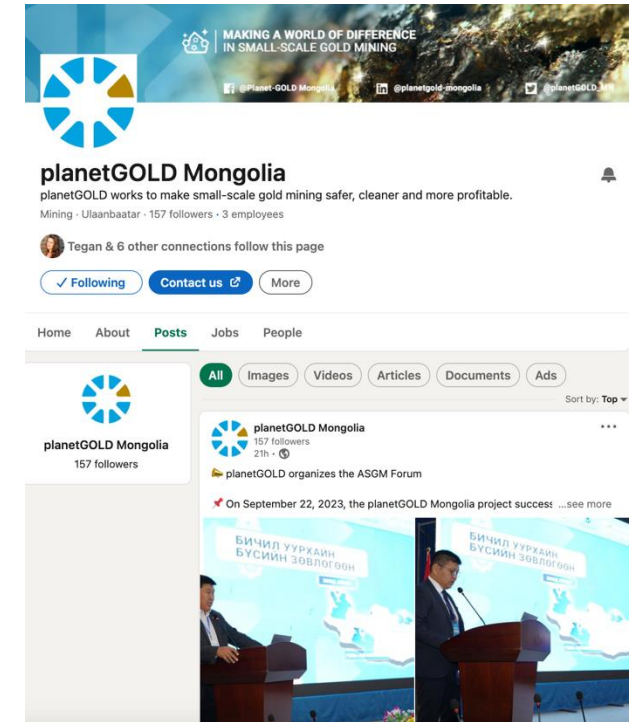 MAKING A WORLD OF DIFFERENCE
IN SMALL-SCALE GOLD MINING
@Planet-GOLD Mongolia
@planetgold-mongolia
@planetGOLD_MN
planetGOLD Mongolia
planetGOLD works to make small-scale gold mining safer, cleaner and more profitable.
Mining · Ulaanbaatar · 157 followers · 3 employees
Tegan & 6 other connections follow this page
✓ Following
Contact us
More
Home About Posts Jobs People
All Images Videos Articles Documents Ads
Sort by: Top
planetGOLD Mongolia
157 followers
planetGOLD Mongolia
157 followers
21h
planetGOLD organizes the ASGM Forum
On September 22, 2023, the planetGOLD Mongolia project success ...see more
БИЧИЛ УУРХАЙН
БҮСИЙН ЗӨВЛӨГӨӨН
БИЧИЛ УУРХАЙН
БҮСИЙН ЗӨВЛӨГӨӨН